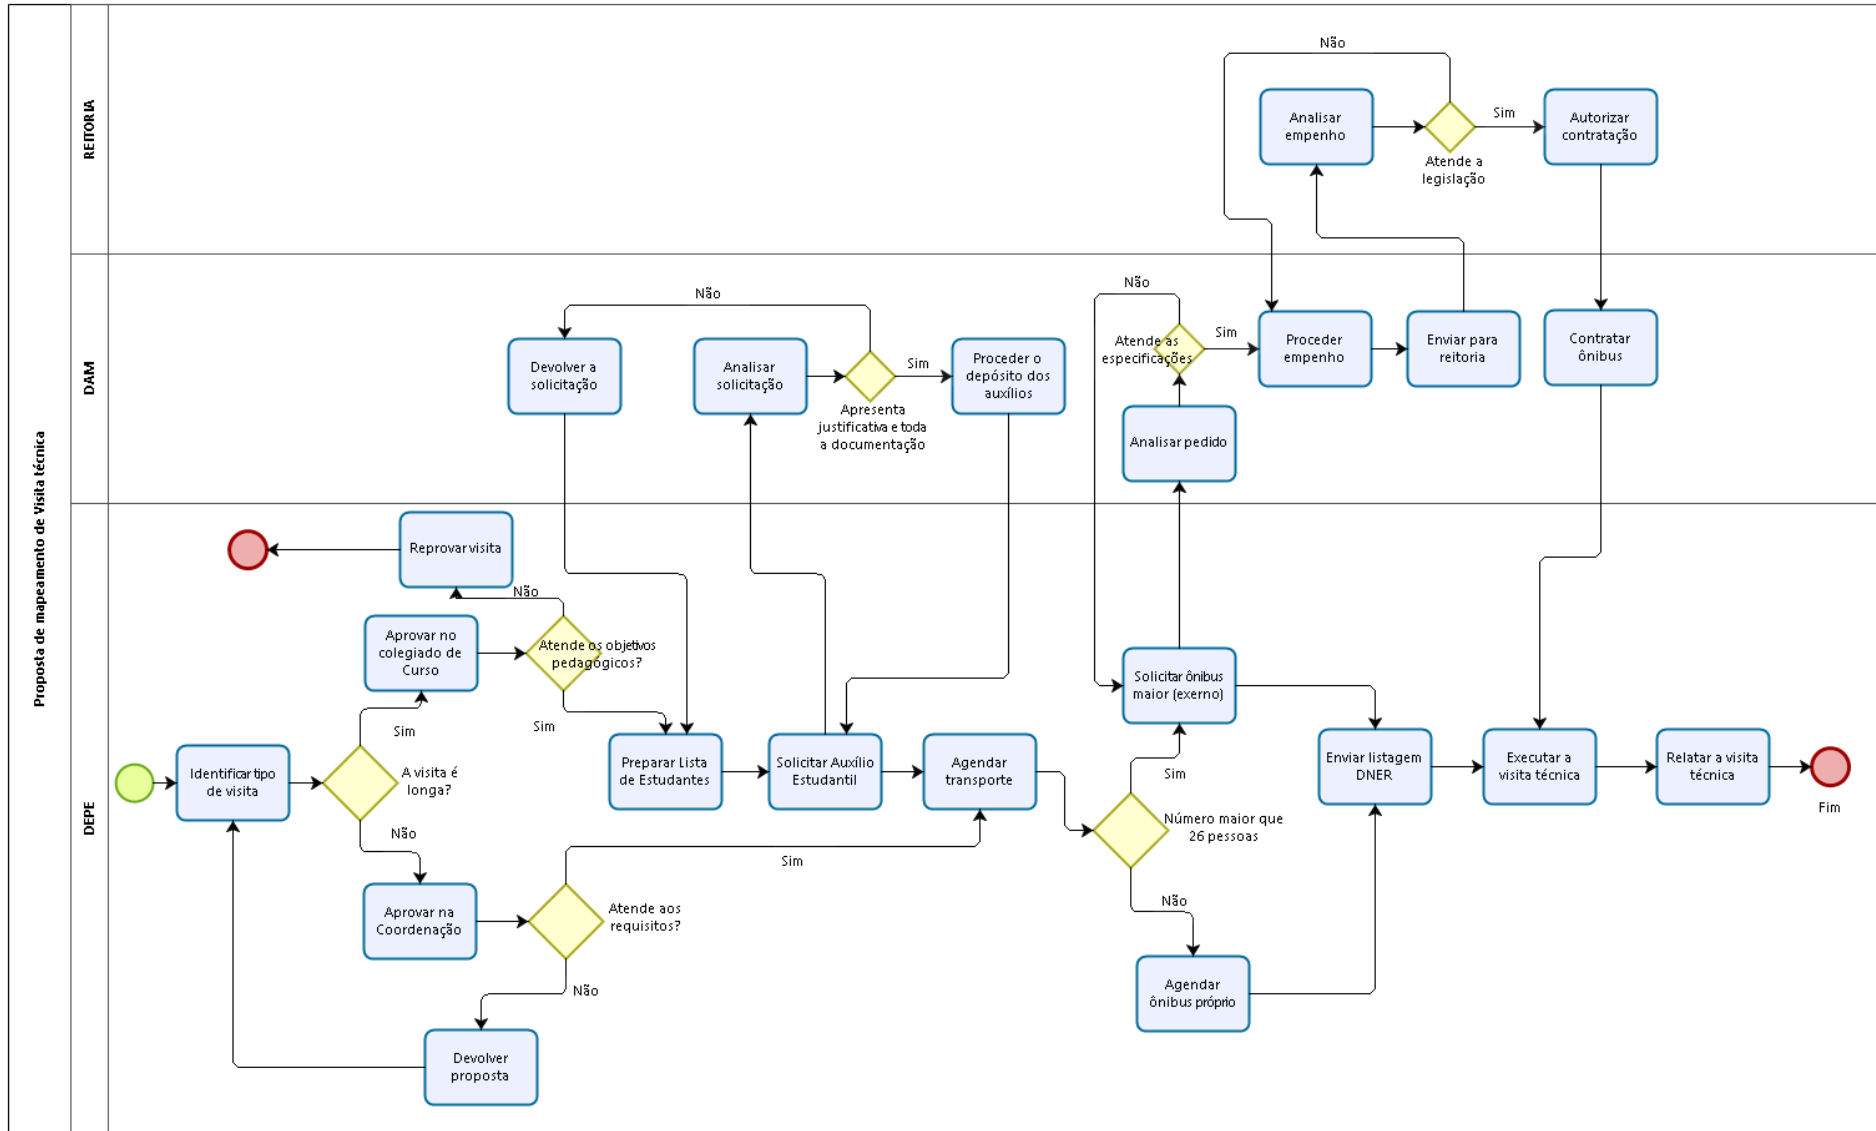 Proposta de mapeamento de Visita técnica
REITORIA
Não
Analisar
empenho
Sim
Atende a
legislação
Autorizar
contratação
DAM
Não
Devolver a
solicitação
Analisar
solicitação
Sim
Apresenta
justificativa e toda
a documentação
Proceder o
depósito dos
auxílios
Não
Atende as
especificações
Sim
Analisar pedido
Proceder
empenho
Enviar para
reitoria
Contratar
ônibus
DEPE
Reprovar visita
Não
Aprovar no
colegiado de
Curso
Atende os objetivos
pedagógicos?
Sim
Sim
Identificar tipo
de visita
A visita é
longa?
Não
Aprovar na
Coordenação
Atende aos
requisitos?
Sim
Não
Devolver
proposta
Preparar Lista
de Estudantes
Solicitar Auxílio
Estudantil
Agendar
transporte
Solicitar ônibus
maior (exerno)
Sim
Número maior que
26 pessoas
Não
Agendar
ônibus próprio
Enviar listagem
DNER
Executar a
visita técnica
Relatar a visita
técnica
Fim